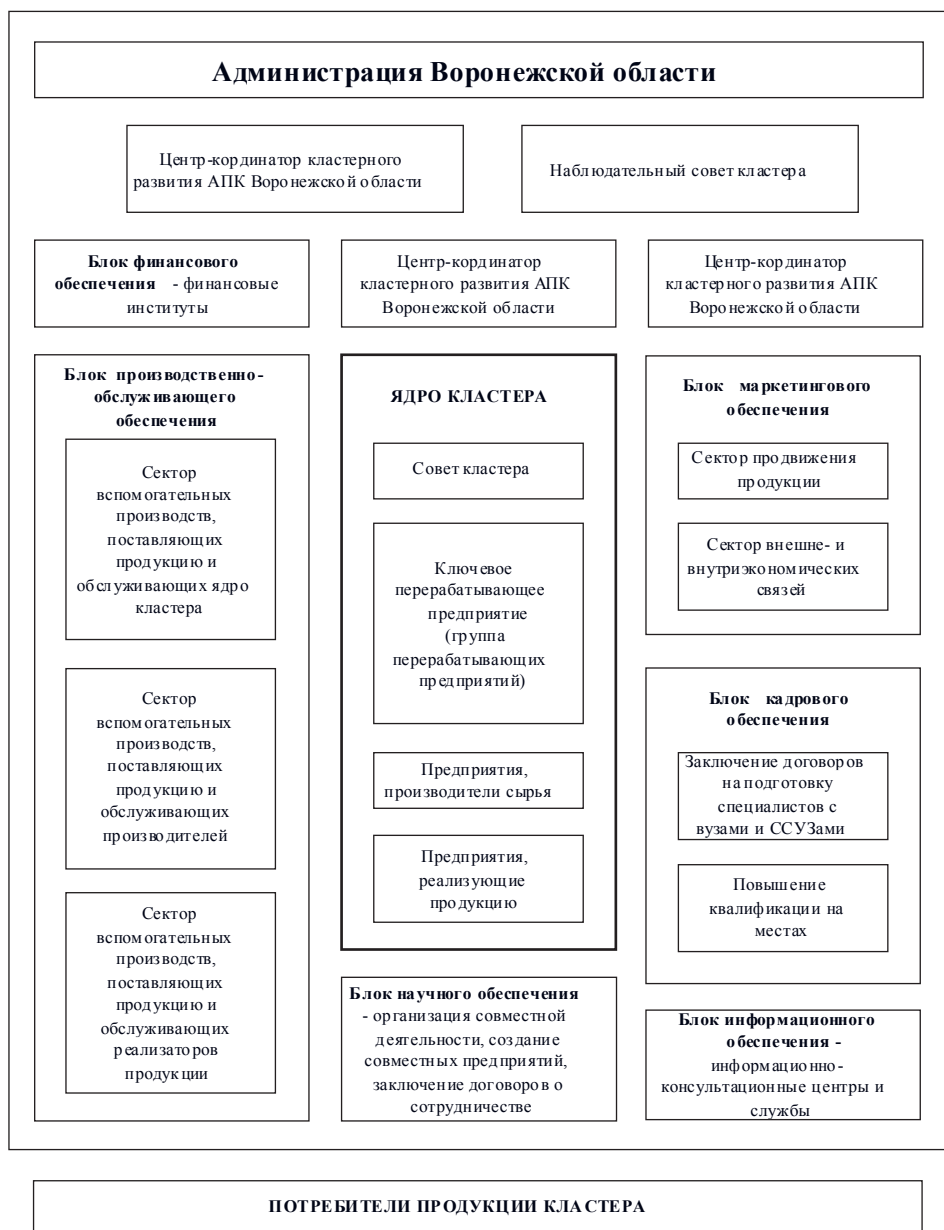 Администрация Воронежской области
Центр-кординатор кластерного
развития АПК Воронежской области
Наблюдательный совет кластера
Блок финансового
обеспечения - финансовые
институты
Центр-кординатор
кластерного развития АПК
Воронежской области
Центр-кординатор
кластерного развития АПК
Воронежской области
Блок производственно-
обслуживающего
обеспечения
Сектор
вспомогательных
производств,
поставляющих
продукцию и
обслуживающих ядро
кластера
Сектор
вспомогательных
производств,
поставляющих
продукцию и
обслуживающих
производителей
Сектор
вспомогательных
производств,
поставляющих
продукцию и
обслуживающих
реализаторов
продукции
ЯДРО КЛАСТЕРА
Совет кластера
Ключевое
перерабатывающее
предприятие
(группа
перерабатывающих
предприятий)
Предприятия,
производители сырья
Предприятия,
реализующие
продукцию
Блок научного обеспечения
- организация совместной
деятельности, создание
совместных предприятий,
заключение договоров о
сотрудничестве
Блок маркетингового
обеспечения
Сектор продвижения
продукции
Сектор внешне- и
внутриэкономических
связей
Блок кадрового
обеспечения
Заключение договоров
на подготовку
специалистов с
вузами и ССУЗами
Повышение
квалификации на
местах
Блок информационного
обеспечения -
информационно-
консультационные центры и
службы
ПОТРЕБИТЕЛИ ПРОДУКЦИИ КЛАСТЕРА